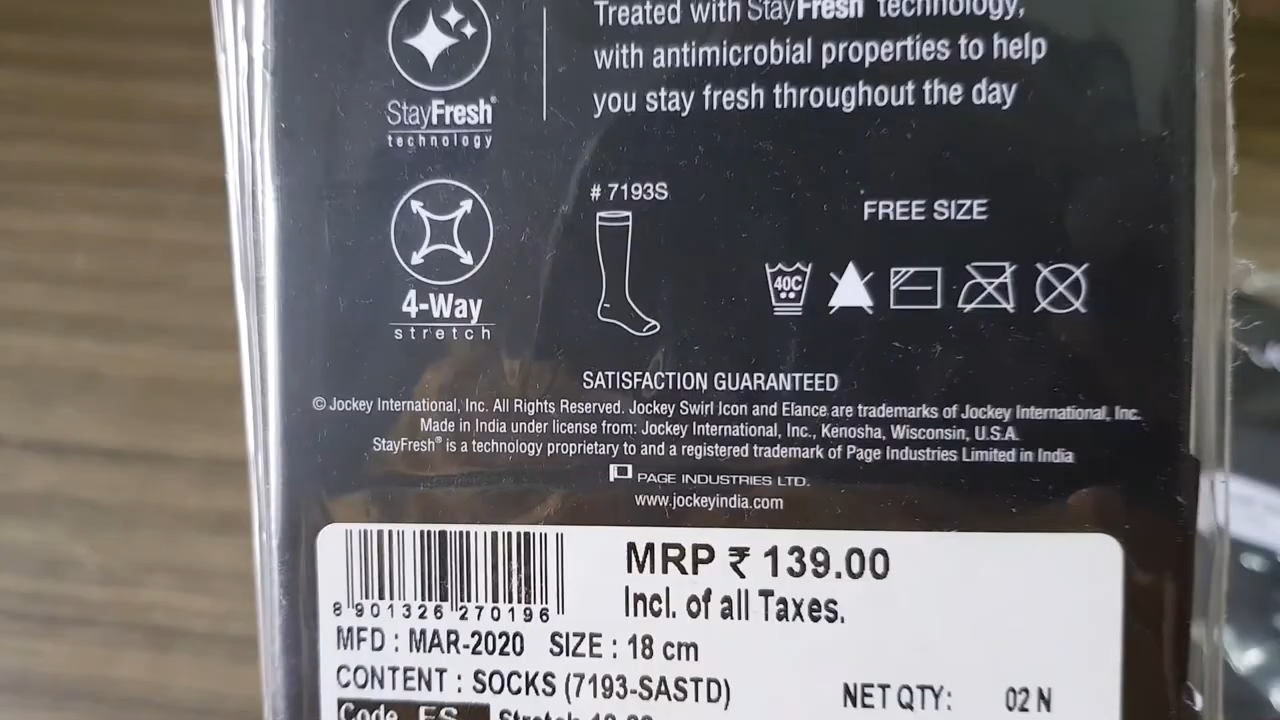 Treated with StayFresh technology,
with antimicrobial properties to help
you stay fresh throughout the day
StayFresh®
technology
# 7193S
FREE SIZE
40C
4-Way
stretch
SATISFACTION GUARANTEED
© Jockey International, Inc. All Rights Reserved. Jockey Swirl Icon and Elance are trademarks of Jockey International, Inc.
Made in India under license from: Jockey International, Inc., Kenosha, Wisconsin, U.S.A.
StayFresh® is a technology proprietary to and a registered trademark of Page Industries Limited in India
PAGE INDUSTRIES LTD.
www.jockeyindia.com
MRP ₹ 139.00
Incl. of all Taxes.
8 901326 270196
MFD : MAR-2020 SIZE : 18 cm
CONTENT : SOCKS (7193-SASTD)
NET QTY: 02 N
Code ES Stretch